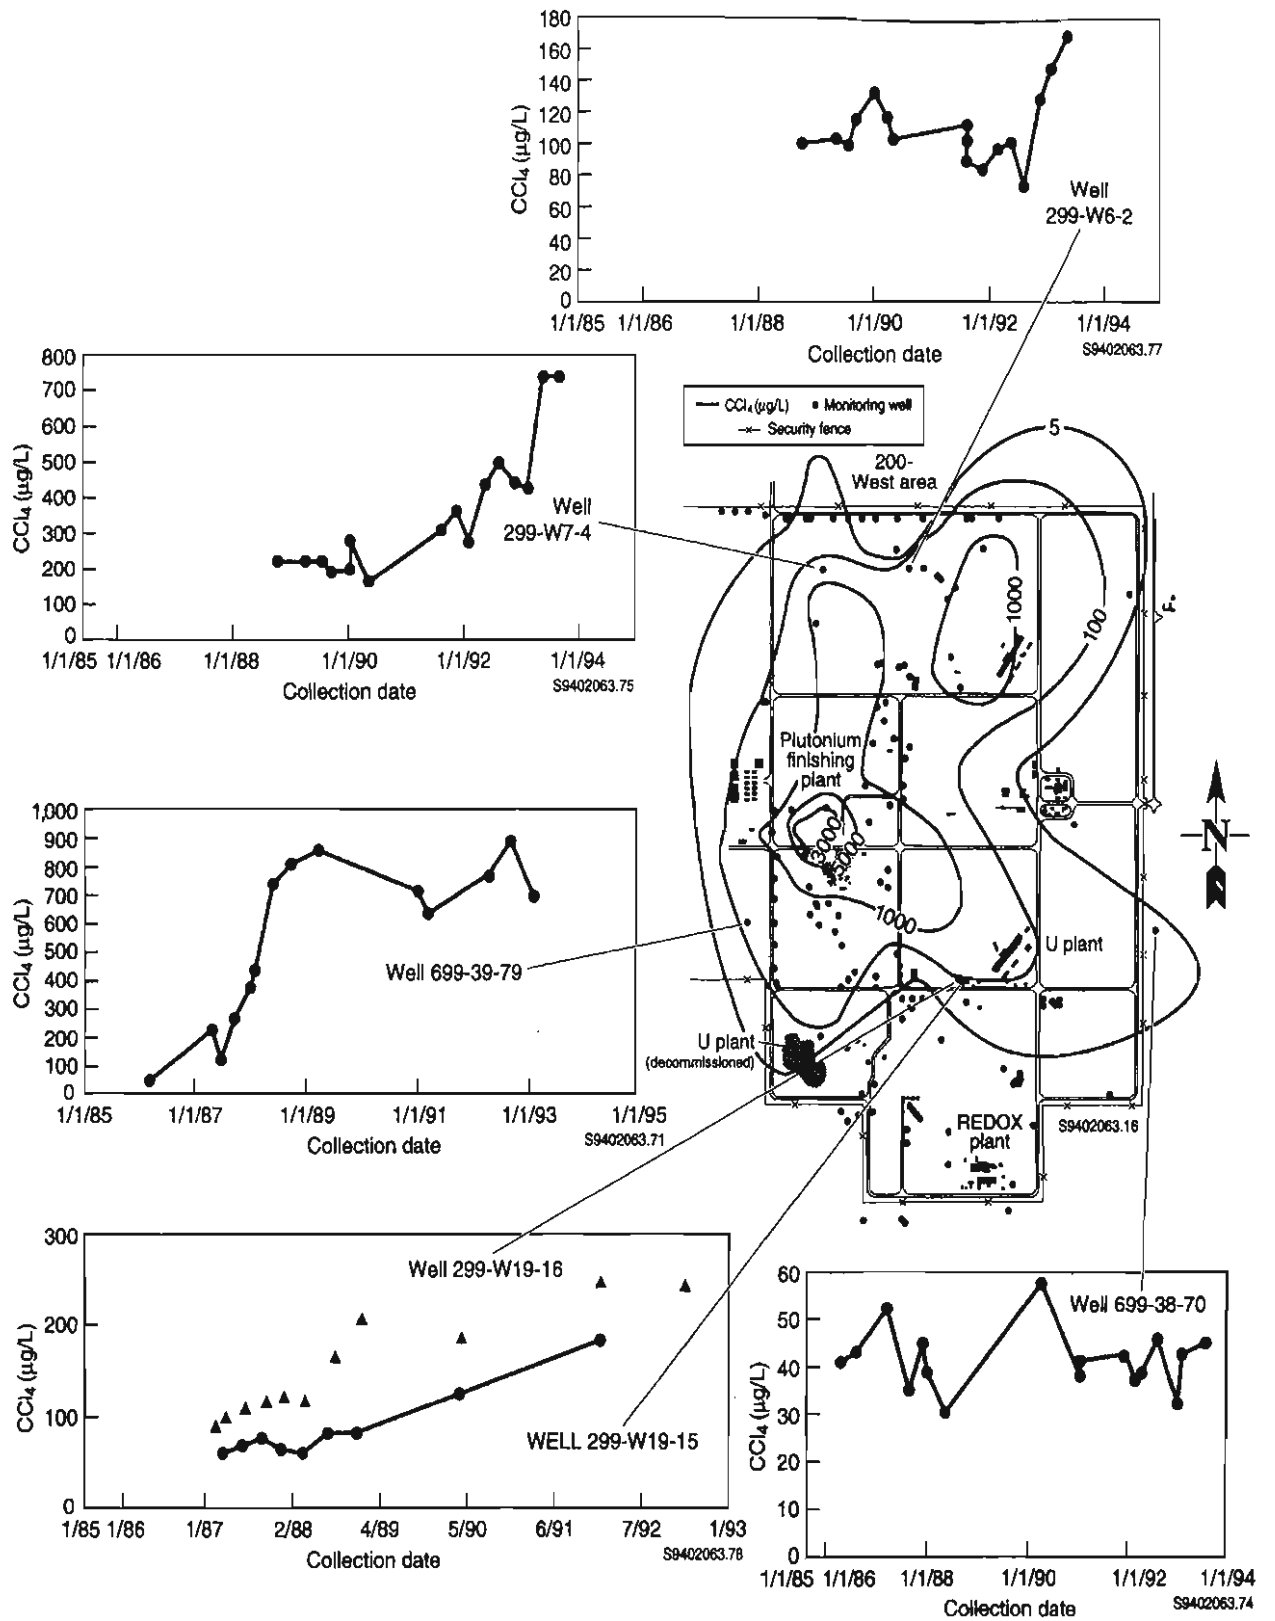 180
160
140
120
100
80
60
40
20
0
CCl₄ (µg/L)
Well
299-W6-2
1/1/85 1/1/86 1/1/88 1/1/90 1/1/92 1/1/94
Collection date
S9402063.77
800
700
600
500
400
300
200
100
0
CCl₄ (µg/L)
Well
299-W7-4
1/1/85 1/1/86 1/1/88 1/1/90 1/1/92 1/1/94
Collection date
S9402063.75
CCl₄ (µg/L) Monitoring well
Security fence
200-
West area
5
1000
100
Plutonium
finishing
plant
3000
5000
1000
U plant
U plant
(decommissioned)
REDOX
plant
S9402063.16
N
1,000
900
800
700
600
500
400
300
200
100
0
CCl₄ (µg/L)
Well 699-39-79
1/1/85 1/1/87 1/1/89 1/1/91 1/1/93 1/1/95
Collection date
S9402063.71
300
200
100
0
CCl₄ (µg/L)
Well 299-W19-16
WELL 299-W19-15
1/85 1/86 1/87 2/88 4/89 5/90 6/91 7/92 1/93
Collection date
S9402063.78
60
50
40
30
20
10
0
CCl₄ (µg/L)
Well 699-38-70
1/1/85 1/1/86 1/1/88 1/1/90 1/1/92 1/1/94
Collection date
S9402063.74